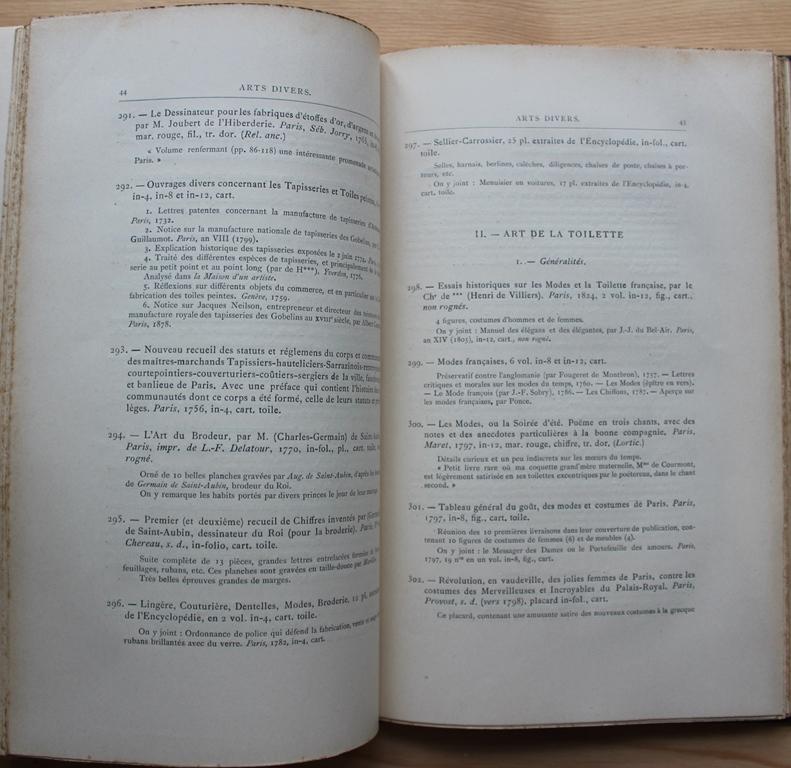 44
ARTS DIVERS.
291. — Le Dessinateur pour les fabriques d'étoffes d'or, d'argent et
par M. Joubert de l'Hiberderie. Paris, Séb. Jorry, 1765,
mar. rouge, fil., tr. dor. (Rel. anc.)
« Volume renfermant (pp. 86-118) une intéressante promenade
Paris. »
292. — Ouvrages divers concernant les Tapisseries et Toiles peintes,
in-4, in-8 et in-12, cart.
1. Lettres patentes concernant la manufacture de tapisseries
Paris, 1732.
2. Notice sur la manufacture nationale de tapisseries des Gobelins, par
Guillaumot. Paris, an VIII (1799).
3. Explication historique des tapisseries exposées le 2 juin
4. Traité des différentes espèces de tapisseries, et principalement de
serie au petit point et au point long (par de H***). Yverdon, 1776.
Analysé dans la Maison d'un artiste.
5. Réflexions sur différents objets du commerce, et en particulier sur
fabrication des toiles peintes. Genève, 1759.
6. Notice sur Jacques Neilson, entrepreneur et directeur des
manufacture royale des tapisseries des Gobelins au XVIIIe siècle, par Albert
Paris, 1878.
293. — Nouveau recueil des statuts et réglemens du corps et
des maîtres-marchands Tapissiers-hauteliciers-Sarrazinois-
courtepointiers-couverturiers-coûtiers-sergiers de la ville,
et banlieue de Paris. Avec une préface qui contient l'histoire
communautés dont ce corps a été formé, celle de leurs statuts et
lèges. Paris, 1756, in-4, cart. toile.
294. — L'Art du Brodeur, par M. (Charles-Germain) de Saint-
Paris, impr. de L.-F. Delatour, 1770, in-fol., pl., cart. toile,
rogné.
Orné de 10 belles planches gravées par Aug. de Saint-Aubin, d'après
de Germain de Saint-Aubin, brodeur du Roi.
On y remarque les habits portés par divers princes le jour de leur
295. — Premier (et deuxième) recueil de Chiffres inventés par
de Saint-Aubin, dessinateur du Roi (pour la broderie).
Chereau, s. d., in-folio, cart. toile.
Suite complète de 13 pièces, grandes lettres entrelacées formées de
feuillages, rubans, etc. Ces planches sont gravées en taille-douce par
Très belles épreuves grandes de marges.
296. — Lingère, Couturière, Dentelles, Modes, Broderie, 12 pl.
de l'Encyclopédie, en 2 vol. in-4, cart. toile.
On y joint : Ordonnance de police qui défend la fabrication, vente et
rubans brillantés avec du verre. Paris, 1782, in-4, cart.
ARTS DIVERS.
45
297. — Sellier-Carrossier, 25 pl. extraites de l'Encyclopédie, in-fol., cart.
toile.
Selles, harnais, berlines, calèches, diligences, chaises de poste, chaises à por-
teurs, etc.
On y joint : Menuisier en voitures, 17 pl. extraites de l'Encyclopédie, in-4,
cart. toile.
II. — ART DE LA TOILETTE
1. — Généralités.
298. — Essais historiques sur les Modes et la Toilette française, par le
Chr de *** (Henri de Villiers). Paris, 1824, 2 vol. in-12, fig., cart.,
non rognés.
4 figures, costumes d'hommes et de femmes.
On y joint : Manuel des élégans et des élégantes, par J.-J. du Bel-Air. Paris,
an XIV (1805), in-12, cart., non rogné.
299. — Modes françaises, 6 vol. in-8 et in-12, cart.
Préservatif contre l'anglomanie (par Fougeret de Montbron), 1757. — Lettres
critiques et morales sur les modes du temps, 1760. — Les Modes (épître en vers).
— Le Mode françois (par J.-F. Sobry), 1786. — Les Chiffons, 1787. — Aperçu sur
les modes françaises, par Ponce.
300. — Les Modes, ou la Soirée d'été. Poëme en trois chants, avec des
notes et des anecdotes particulières à la bonne compagnie. Paris,
Maret, 1797, in-12, mar. rouge, chiffre, tr. dor. (Lortic.)
Détails curieux et un peu indiscrets sur les mœurs du temps.
« Petit livre rare où ma coquette grand'mère maternelle, Mme de Courmont,
est légèrement satirisée en ses toilettes excentriques par le poétereau, dans le chant
second. »
301. — Tableau général du goût, des modes et costumes de Paris. Paris,
1797, in-8, fig., cart. toile.
Réunion des 10 premières livraisons dans leur couverture de publication, con-
tenant 10 figures de costumes de femmes (6) et de meubles (4).
On y joint : le Messager des Dames ou le Portefeuille des amours. Paris,
1797, 19 nos en un vol. in-8, fig., cart.
302. — Révolution, en vaudeville, des jolies femmes de Paris, contre les
costumes des Merveilleuses et Incroyables du Palais-Royal. Paris,
Provost, s. d. (vers 1798), placard in-fol., cart.
Ce placard, contenant une amusante satire des nouveaux costumes à la grecque